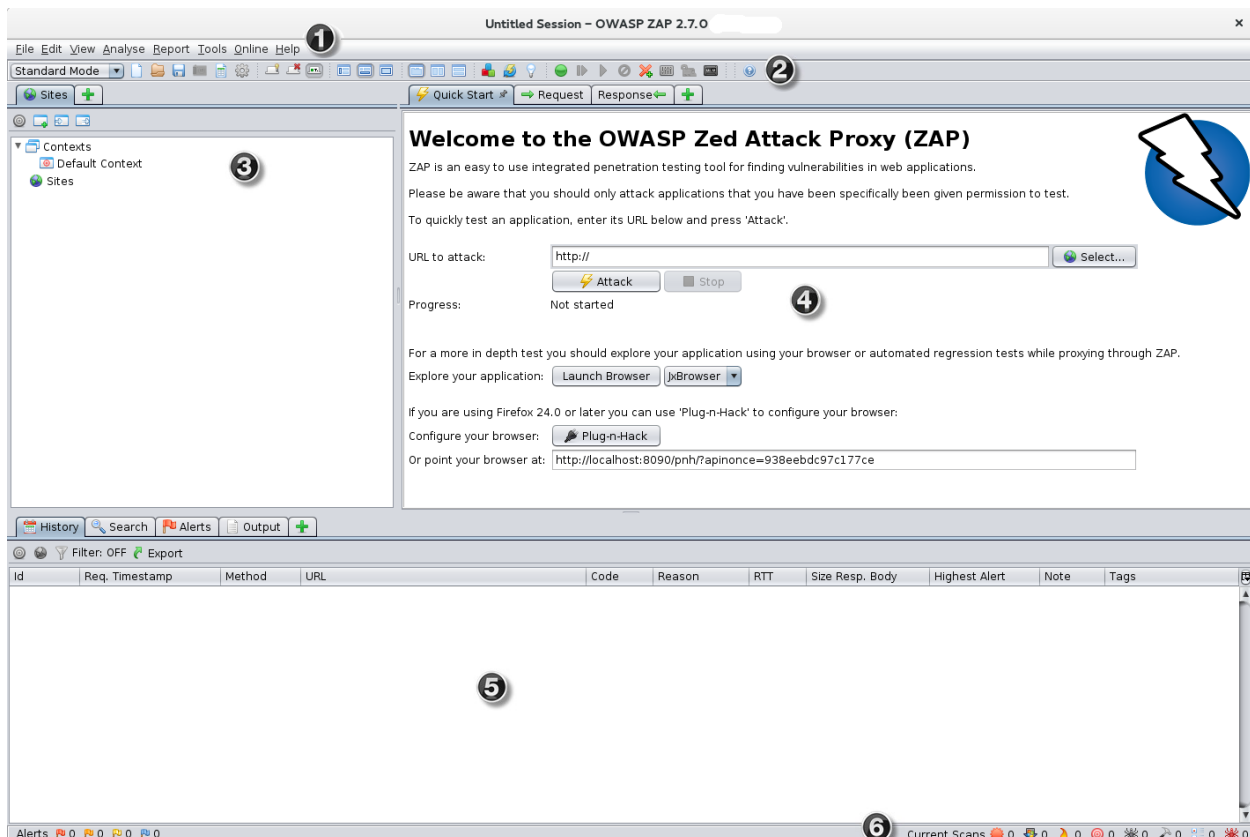 Untitled Session – OWASP ZAP 2.7.0 ×
File Edit View Analyse Report Tools Online Help 1
Standard Mode 2
Sites
Quick Start Request Response
Contexts
Default Context 3
Sites
Welcome to the OWASP Zed Attack Proxy (ZAP)
ZAP is an easy to use integrated penetration testing tool for finding vulnerabilities in web applications.
Please be aware that you should only attack applications that you have been specifically been given permission to test.
To quickly test an application, enter its URL below and press 'Attack'.
URL to attack: http:// Select...
Attack Stop 4
Progress: Not started
For a more in depth test you should explore your application using your browser or automated regression tests while proxying through ZAP.
Explore your application: Launch Browser JxBrowser
If you are using Firefox 24.0 or later you can use 'Plug-n-Hack' to configure your browser:
Configure your browser: Plug-n-Hack
Or point your browser at: http://localhost:8090/pnh/?apinonce=938eebdc97c177ce
History Search Alerts Output
Filter: OFF Export
Id Req. Timestamp Method URL Code Reason RTT Size Resp. Body Highest Alert Note Tags
5
Alerts 0 0 0 0 6 Current Scans 0 0 0 0 0 0 0 0